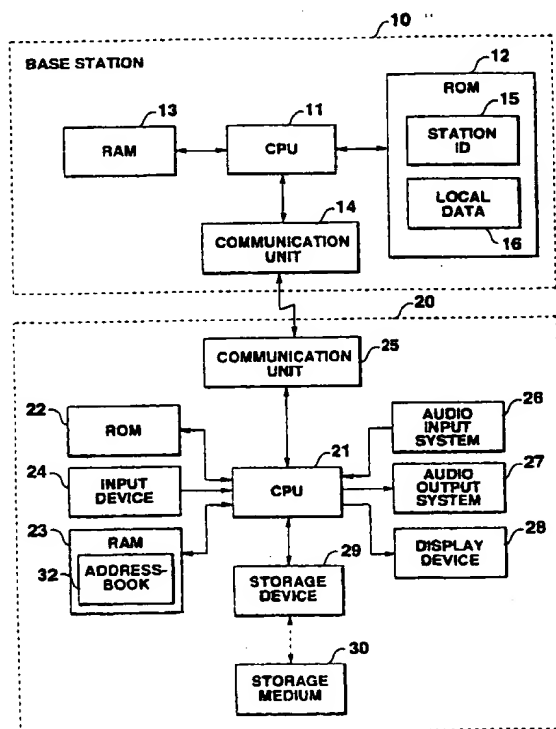 10
BASE STATION
12
ROM
13
11
15
RAM
CPU
STATION
ID
14
LOCAL
DATA
COMMUNICATION
UNIT
16
20
COMMUNICATION
UNIT
25
22
ROM
26
AUDIO
INPUT
SYSTEM
24
INPUT
DEVICE
21
CPU
27
AUDIO
OUTPUT
SYSTEM
23
RAM
32
ADDRESS-
BOOK
28
DISPLAY
DEVICE
29
STORAGE
DEVICE
30
STORAGE
MEDIUM